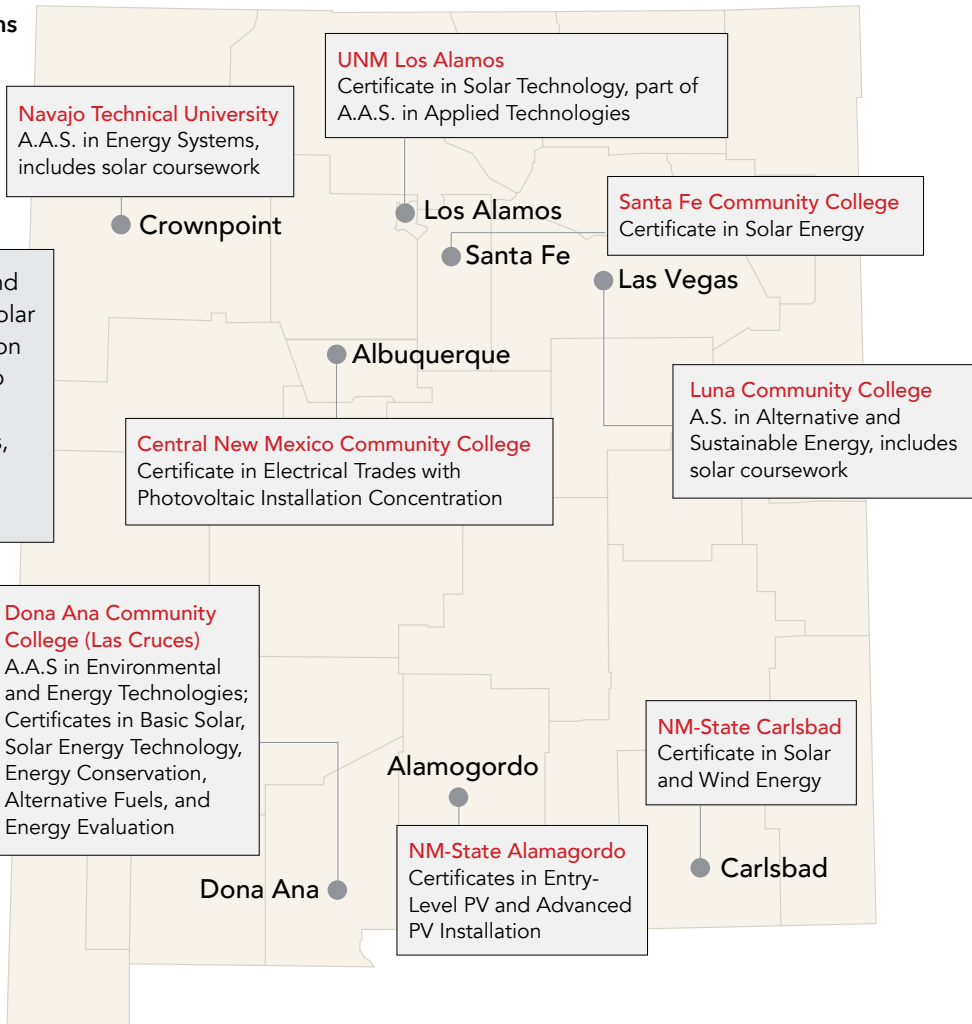 UNM Los Alamos
Certificate in Solar Technology, part of
A.A.S. in Applied Technologies
Navajo Technical University
A.A.S. in Energy Systems,
includes solar coursework
Santa Fe Community College
Certificate in Solar Energy
Crownpoint
Los Alamos
Santa Fe
Las Vegas
Albuquerque
Luna Community College
A.S. in Alternative and
Sustainable Energy, includes
solar coursework
Central New Mexico Community College
Certificate in Electrical Trades with
Photovoltaic Installation Concentration
Dona Ana Community
College (Las Cruces)
A.A.S in Environmental
and Energy Technologies;
Certificates in Basic Solar,
Solar Energy Technology,
Energy Conservation,
Alternative Fuels, and
Energy Evaluation
NM-State Carlsbad
Certificate in Solar
and Wind Energy
Alamogordo
NM-State Alamagordo
Certificates in Entry-
Level PV and Advanced
PV Installation
Dona Ana
Carlsbad